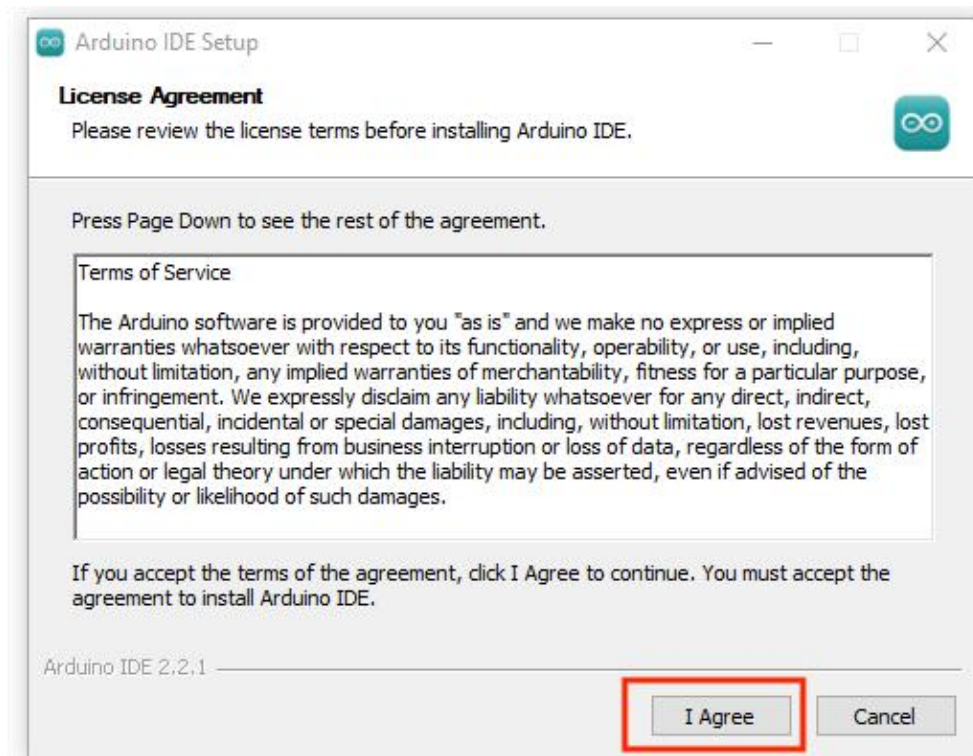 Arduino IDE Setup
License Agreement
Please review the license terms before installing Arduino IDE.
Press Page Down to see the rest of the agreement.
Terms of Service
The Arduino software is provided to you "as is" and we make no express or implied
warranties whatsoever with respect to its functionality, operability, or use, including,
without limitation, any implied warranties of merchantability, fitness for a particular purpose,
or infringement. We expressly disclaim any liability whatsoever for any direct, indirect,
consequential, incidental or special damages, including, without limitation, lost revenues, lost
profits, losses resulting from business interruption or loss of data, regardless of the form of
action or legal theory under which the liability may be asserted, even if advised of the
possibility or likelihood of such damages.
If you accept the terms of the agreement, click I Agree to continue. You must accept the
agreement to install Arduino IDE.
Arduino IDE 2.2.1
I Agree
Cancel